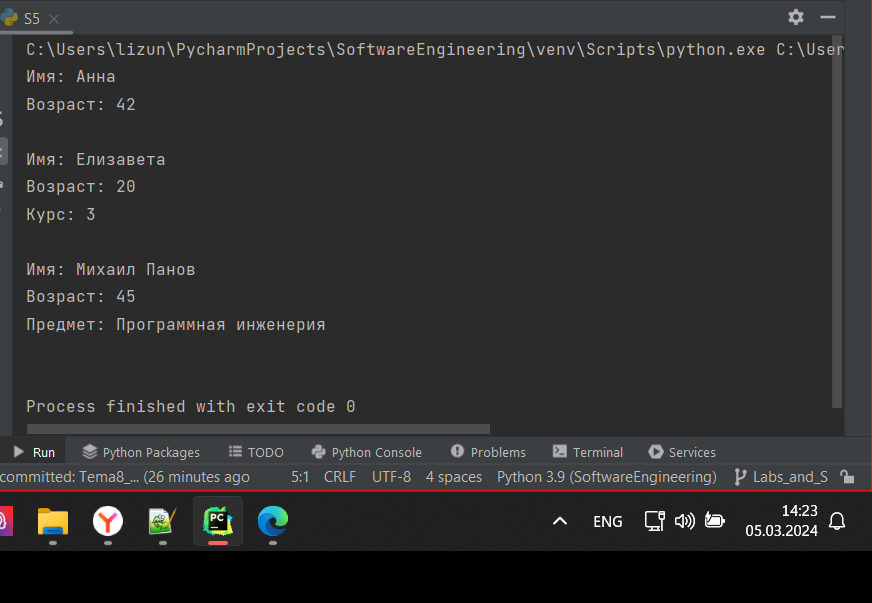 S5
C:\Users\lizun\PycharmProjects\SoftwareEngineering\venv\Scripts\python.exe C:\User
Имя: Анна
Возраст: 42
Имя: Елизавета
Возраст: 20
Курс: 3
Имя: Михаил Панов
Возраст: 45
Предмет: Программная инженерия
Process finished with exit code 0
Run Python Packages TODO Python Console Problems Terminal Services
committed: Tema8_... (26 minutes ago 5:1 CRLF UTF-8 4 spaces Python 3.9 (SoftwareEngineering) Labs_and_S
PC ENG 14:23
05.03.2024